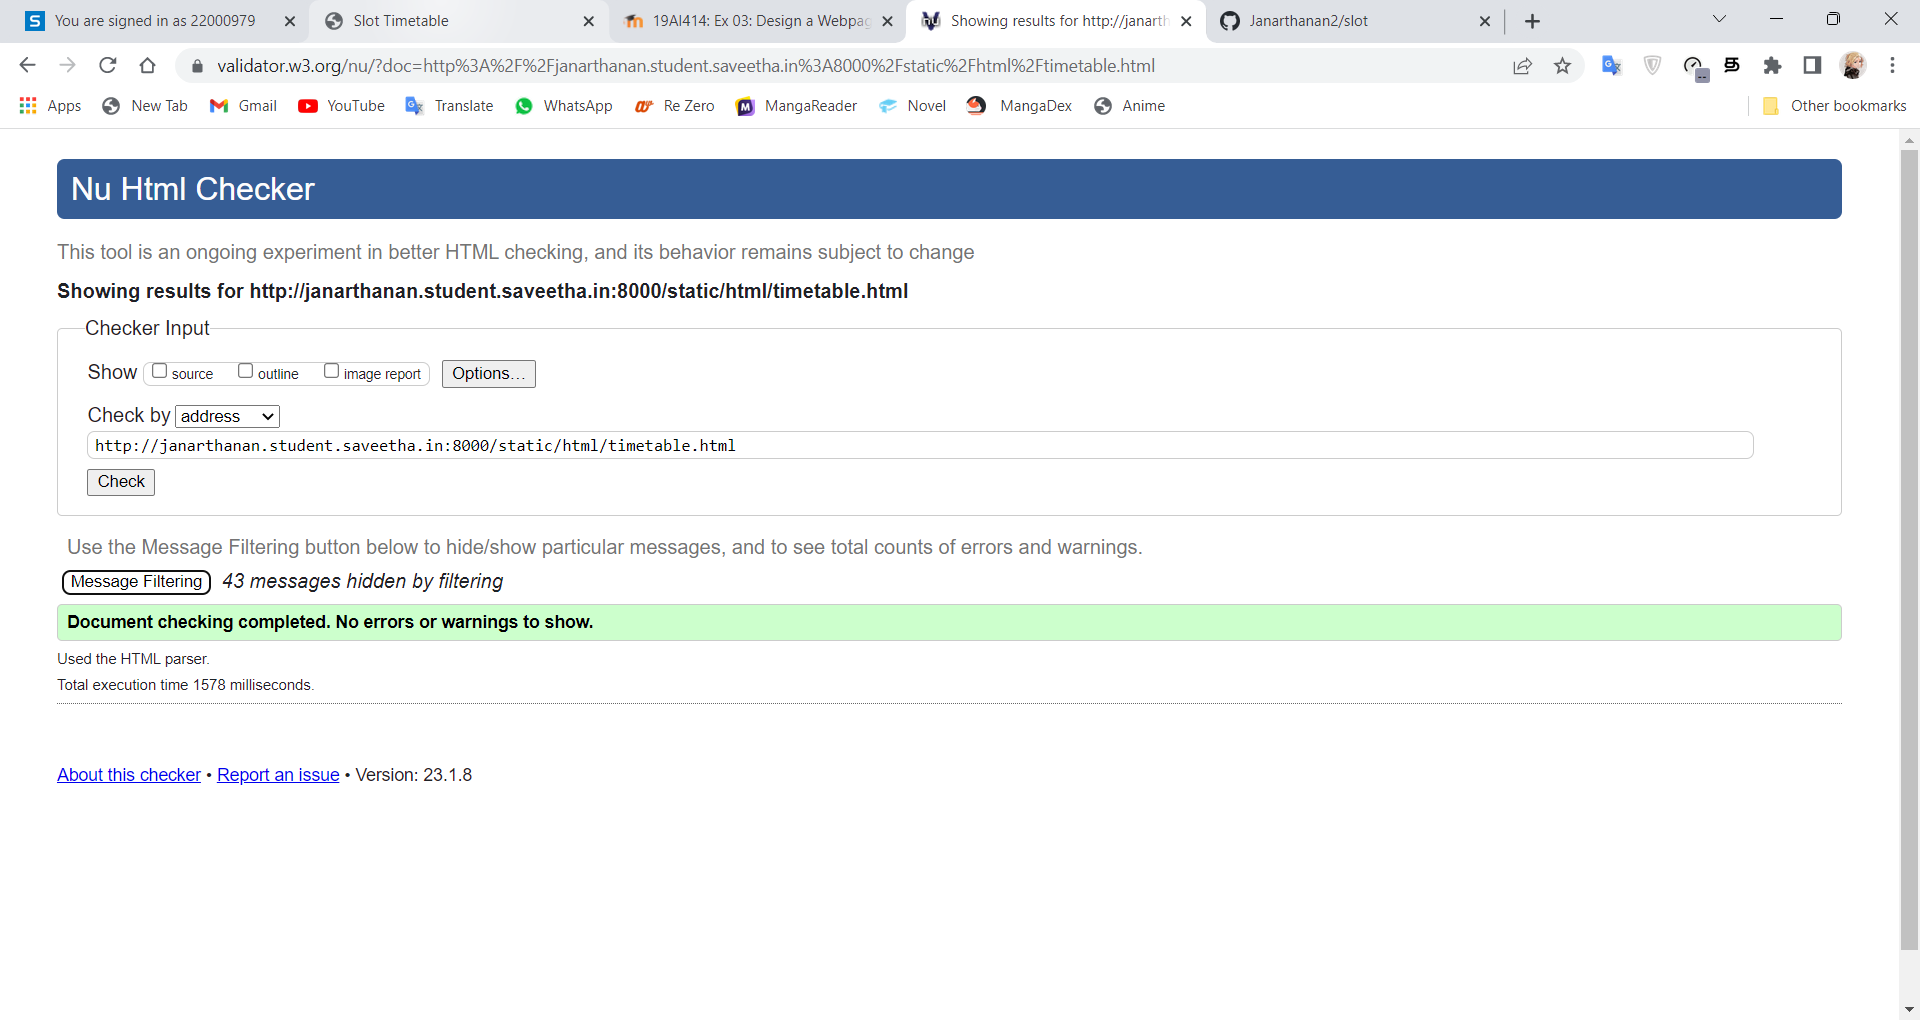 You are signed in as 22000979
Slot Timetable
19AI414: Ex 03: Design a Webpag
Showing results for http://janarth
Janarthanan2/slot
validator.w3.org/nu/?doc=http%3A%2F%2Fjanarthanan.student.saveetha.in%3A8000%2Fstatic%2Fhtml%2Ftimetable.html
Apps New Tab Gmail YouTube Translate WhatsApp Re Zero MangaReader Novel MangaDex Anime Other bookmarks
Nu Html Checker
This tool is an ongoing experiment in better HTML checking, and its behavior remains subject to change
Showing results for http://janarthanan.student.saveetha.in:8000/static/html/timetable.html
Checker Input
Show source outline image report Options...
Check by address
http://janarthanan.student.saveetha.in:8000/static/html/timetable.html
Check
Use the Message Filtering button below to hide/show particular messages, and to see total counts of errors and warnings.
Message Filtering 43 messages hidden by filtering
Document checking completed. No errors or warnings to show.
Used the HTML parser.
Total execution time 1578 milliseconds.
About this checker • Report an issue • Version: 23.1.8